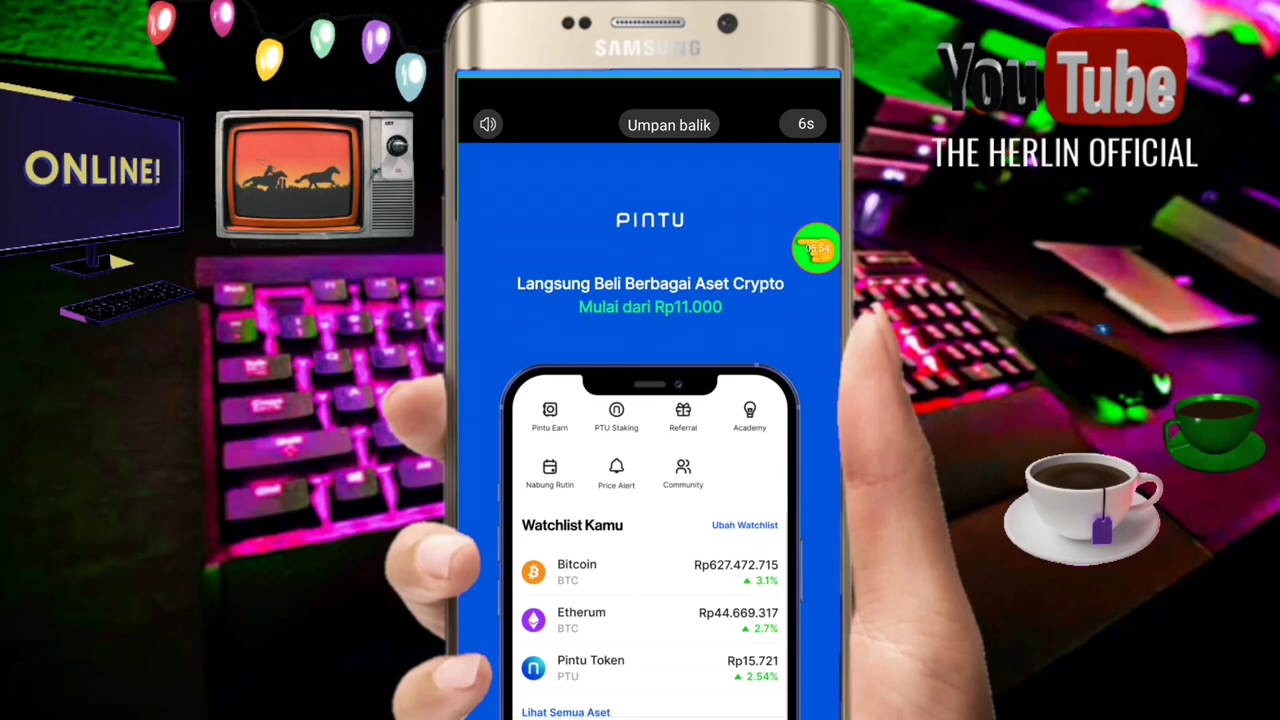 SAMSUNG
YouTube
THE HERLIN OFFICIAL
ONLINE!
Umpan balik
6s
PINTU
05:54
Langsung Beli Berbagai Aset Crypto
Mulai dari Rp11.000
Pintu Earn
PTU Staking
Referral
Academy
Nabung Rutin
Price Alert
Community
Watchlist Kamu
Ubah Watchlist
Bitcoin
Rp627.472.715
BTC
3.1%
Etherum
Rp44.669.317
BTC
2.7%
Pintu Token
Rp15.721
PTU
2.54%
Lihat Semua Aset